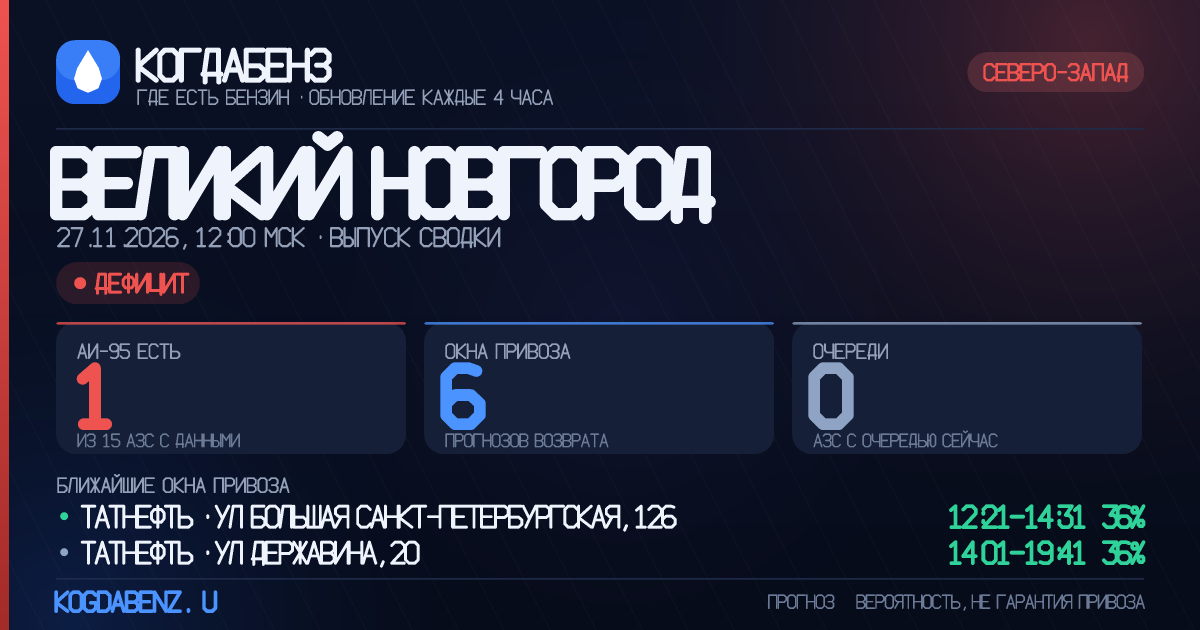 КОГДАБЕНЗ
ГДЕ ЕСТЬ БЕНЗИН · ОБНОВЛЕНИЕ КАЖДЫЕ 4 ЧАСА
СЕВЕРО-ЗАПАД
ВЕЛИКИЙ НОВГОРОД
27.11 2026, 12:00 МСК · ВЫПУСК СВОДКИ
• ДЕФИЦИТ
АИ-95 ЕСТЬ
1
ИЗ 15 АЗС С ДАННЫМИ
ОКНА ПРИВОЗА
6
ПРОГНОЗОВ ВОЗВРАТА
ОЧЕРЕДИ
0
АЗС С ОЧЕРЕДЬЮ СЕЙЧАС
БЛИЖАЙШИЕ ОКНА ПРИВОЗА
• ТАТНЕФТЬ · УЛ БОЛЬШАЯ САНКТ-ПЕТЕРБУРГСКАЯ, 126 12:21–14:31 36%
• ТАТНЕФТЬ · УЛ ДЕРЖАВИНА, 20 14 01–19:41 36%
KOGDABENZ. U
ПРОГНОЗ ВЕРОЯТНОСТЬ, НЕ ГАРАНТИЯ ПРИВОЗА